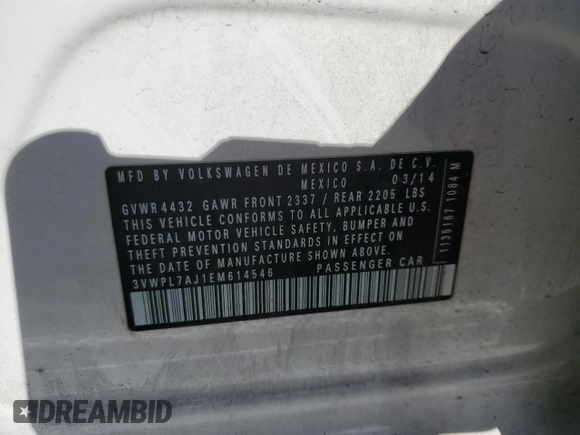 MFD BY VOLKSWAGEN DE MEXICO S.A. DE C.V.
MEXICO 03/14
GVWR 4432 GAWR FRONT 2337 / REAR 2205 LBS
THIS VEHICLE CONFORMS TO ALL APPLICABLE U.S.
FEDERAL MOTOR VEHICLE SAFETY, BUMPER AND
THEFT PREVENTION STANDARDS IN EFFECT ON
THE DATE OF MANUFACTURE SHOWN ABOVE.
3VWPL7AJ1EM614546 PASSENGER CAR
1135167 1084 M
DREAMBID